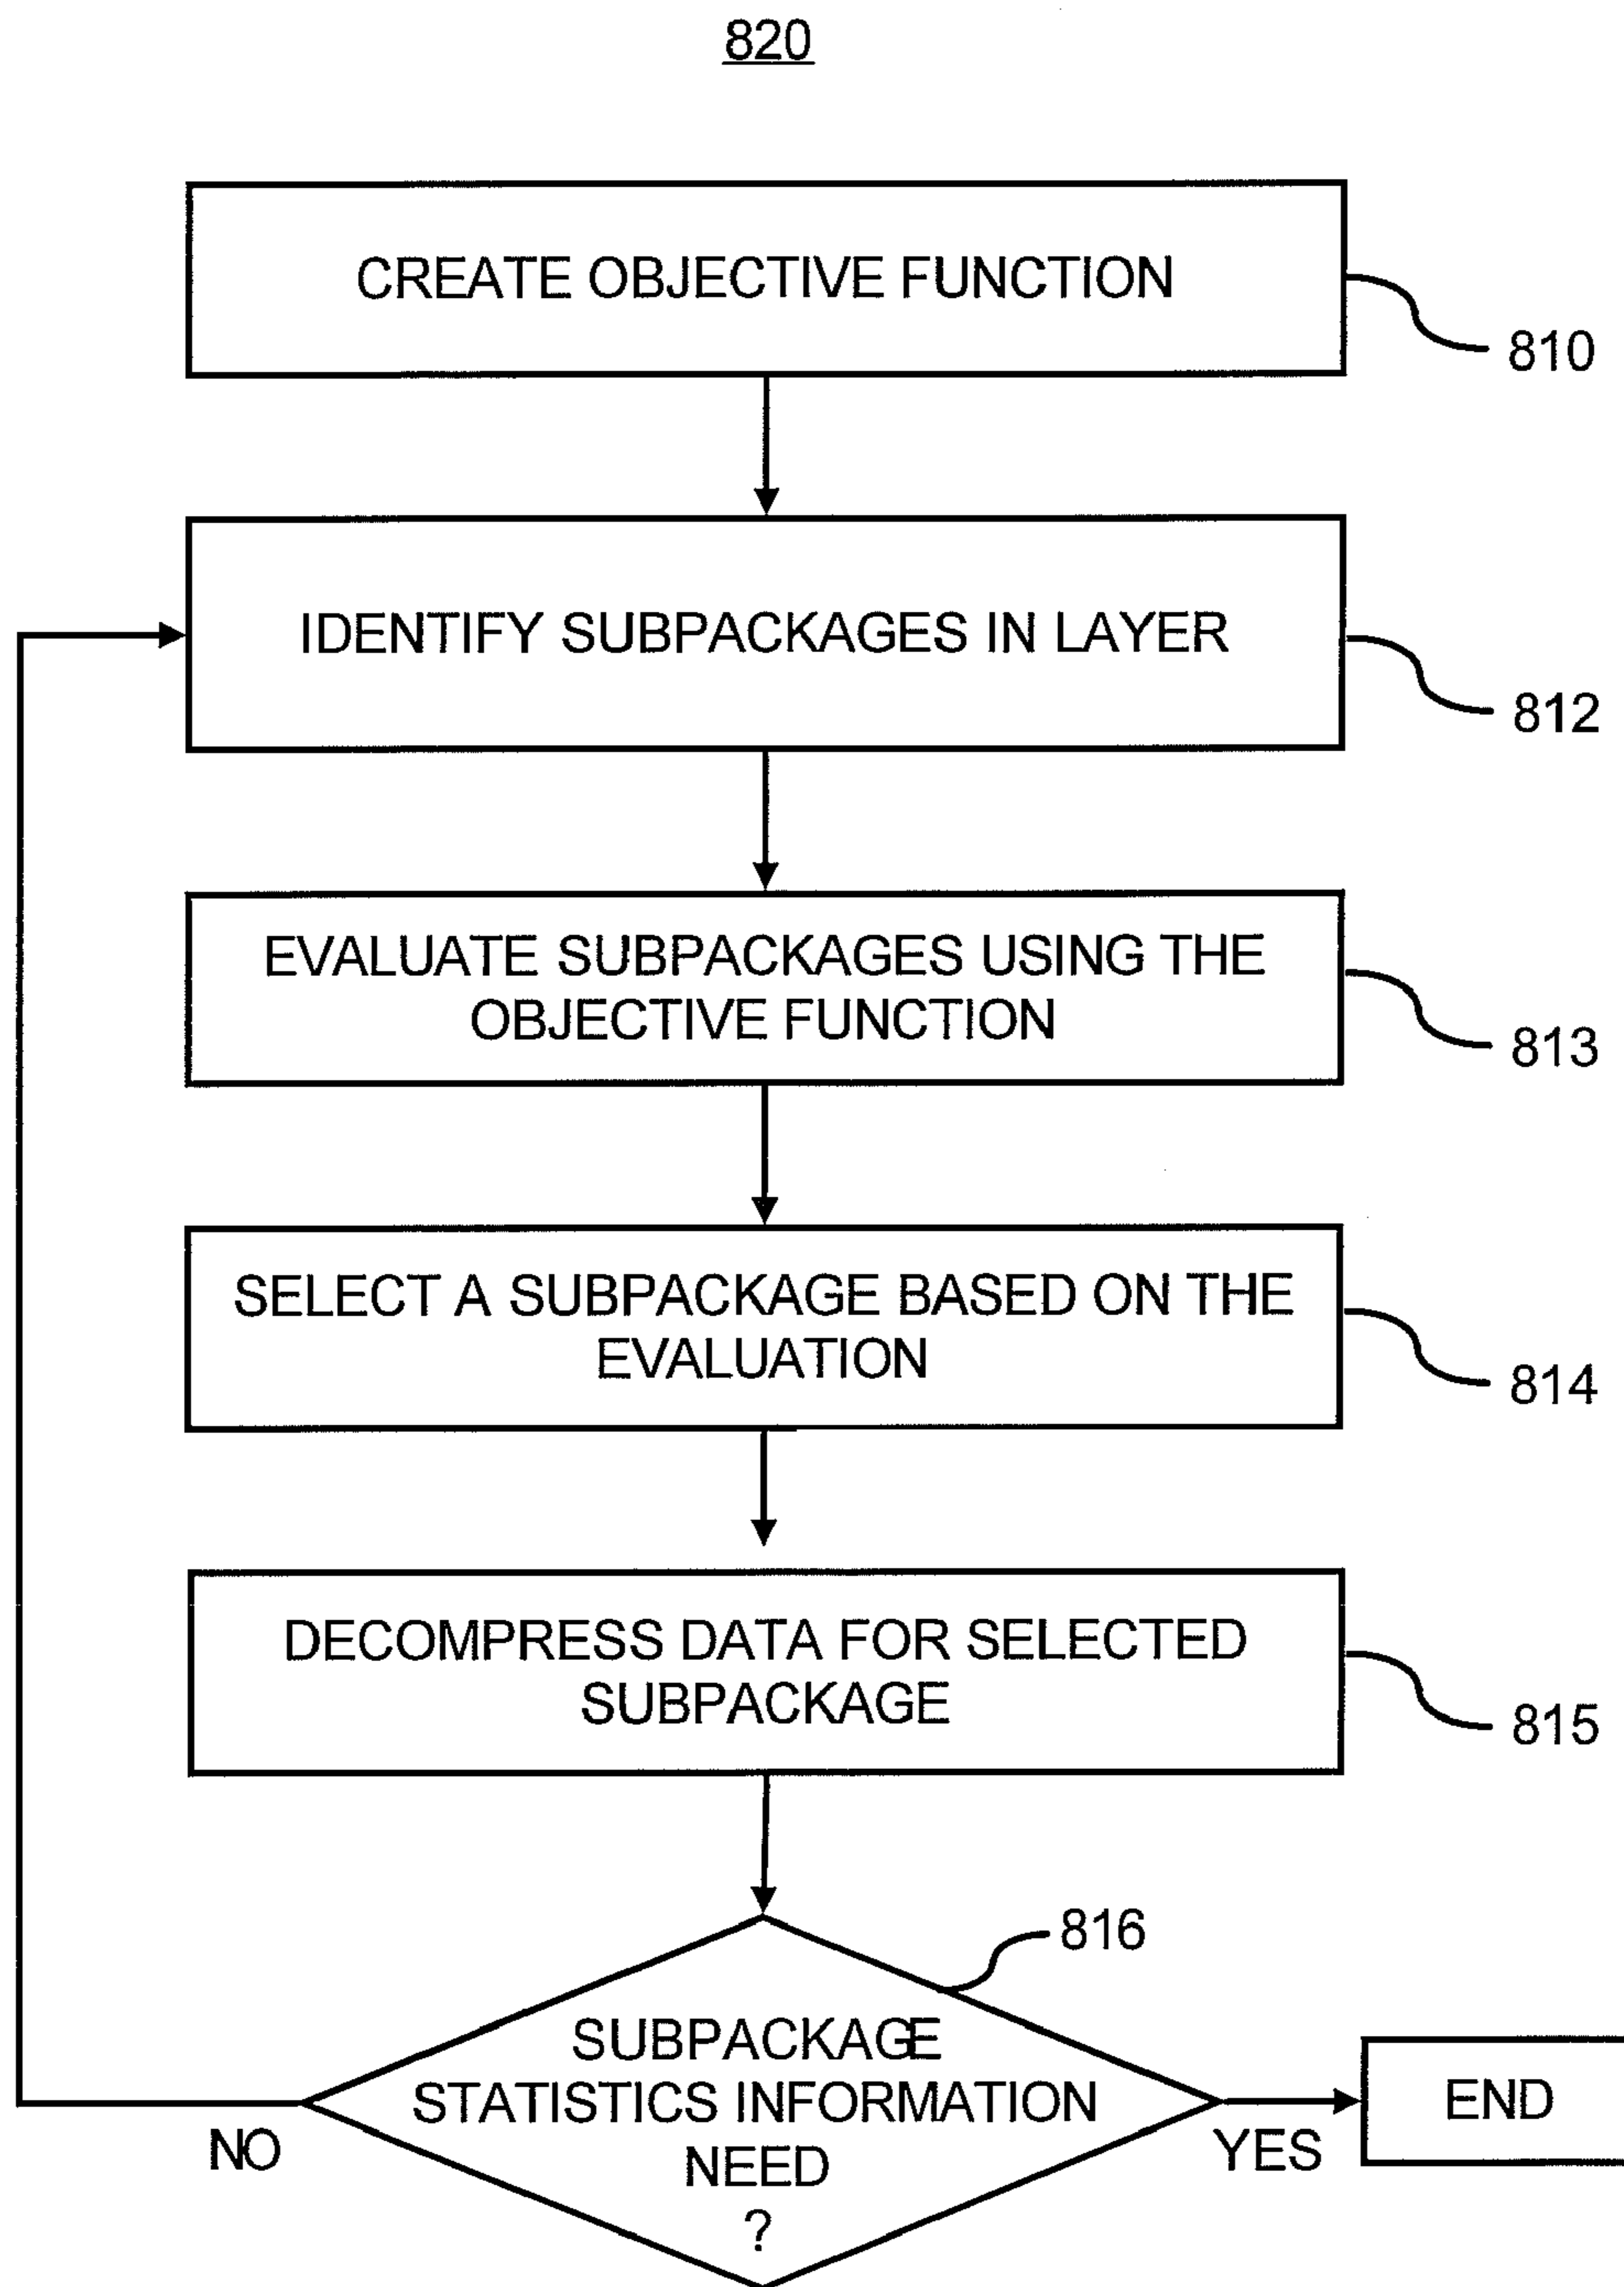 820
CREATE OBJECTIVE FUNCTION
810
IDENTIFY SUBPACKAGES IN LAYER
812
EVALUATE SUBPACKAGES USING THE
OBJECTIVE FUNCTION
813
SELECT A SUBPACKAGE BASED ON THE
EVALUATION
814
DECOMPRESS DATA FOR SELECTED
SUBPACKAGE
815
816
SUBPACKAGE
STATISTICS INFORMATION
NEED
?
NO
YES
END